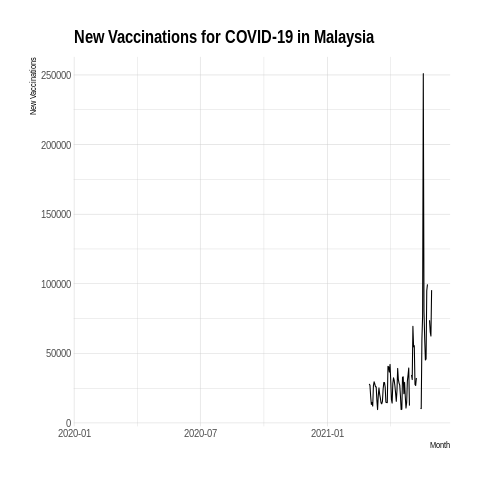 New Vaccinations for COVID-19 in Malaysia
New Vaccinations
250000
200000
150000
100000
50000
0
2020-01 2020-07 2021-01
Month